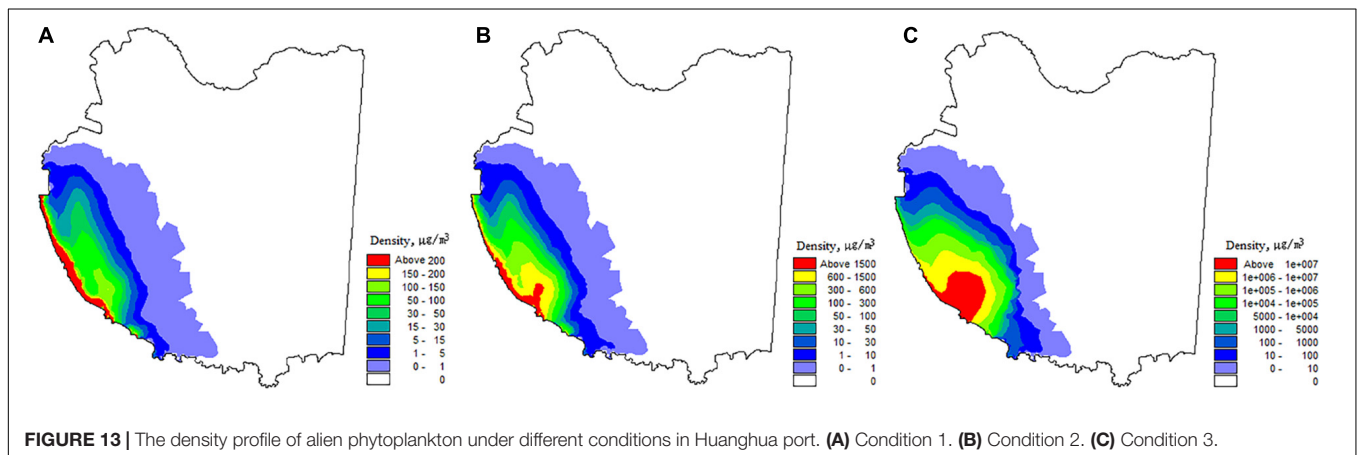 A
B
C
Density, μg/m³
Above 200
150 - 200
100 - 150
50 - 100
30 - 50
15 - 30
5 - 15
1 - 5
0 - 1
0
Density, μg/m³
Above 1500
600 - 1500
300 - 600
100 - 300
50 - 100
30 - 50
10 - 30
1 - 10
0 - 1
0
Density, μg/m³
Above 1e+007
1e+006 - 1e+007
1e+005 - 1e+006
1e+004 - 1e+005
5000 - 1e+004
1000 - 5000
100 - 1000
10 - 100
0 - 10
0
FIGURE 13 | The density profile of alien phytoplankton under different conditions in Huanghua port. (A) Condition 1. (B) Condition 2. (C) Condition 3.